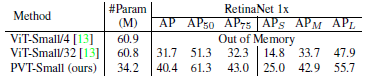 Method #Param (M) RetinaNet 1x
AP AP50 AP75 APS APM APL
ViT-Small/4 [13] 60.9 Out of Memory
ViT-Small/32 [13] 60.8 31.7 51.3 32.3 14.8 33.7 47.9
PVT-Small (ours) 34.2 40.4 61.3 43.0 25.0 42.9 55.7